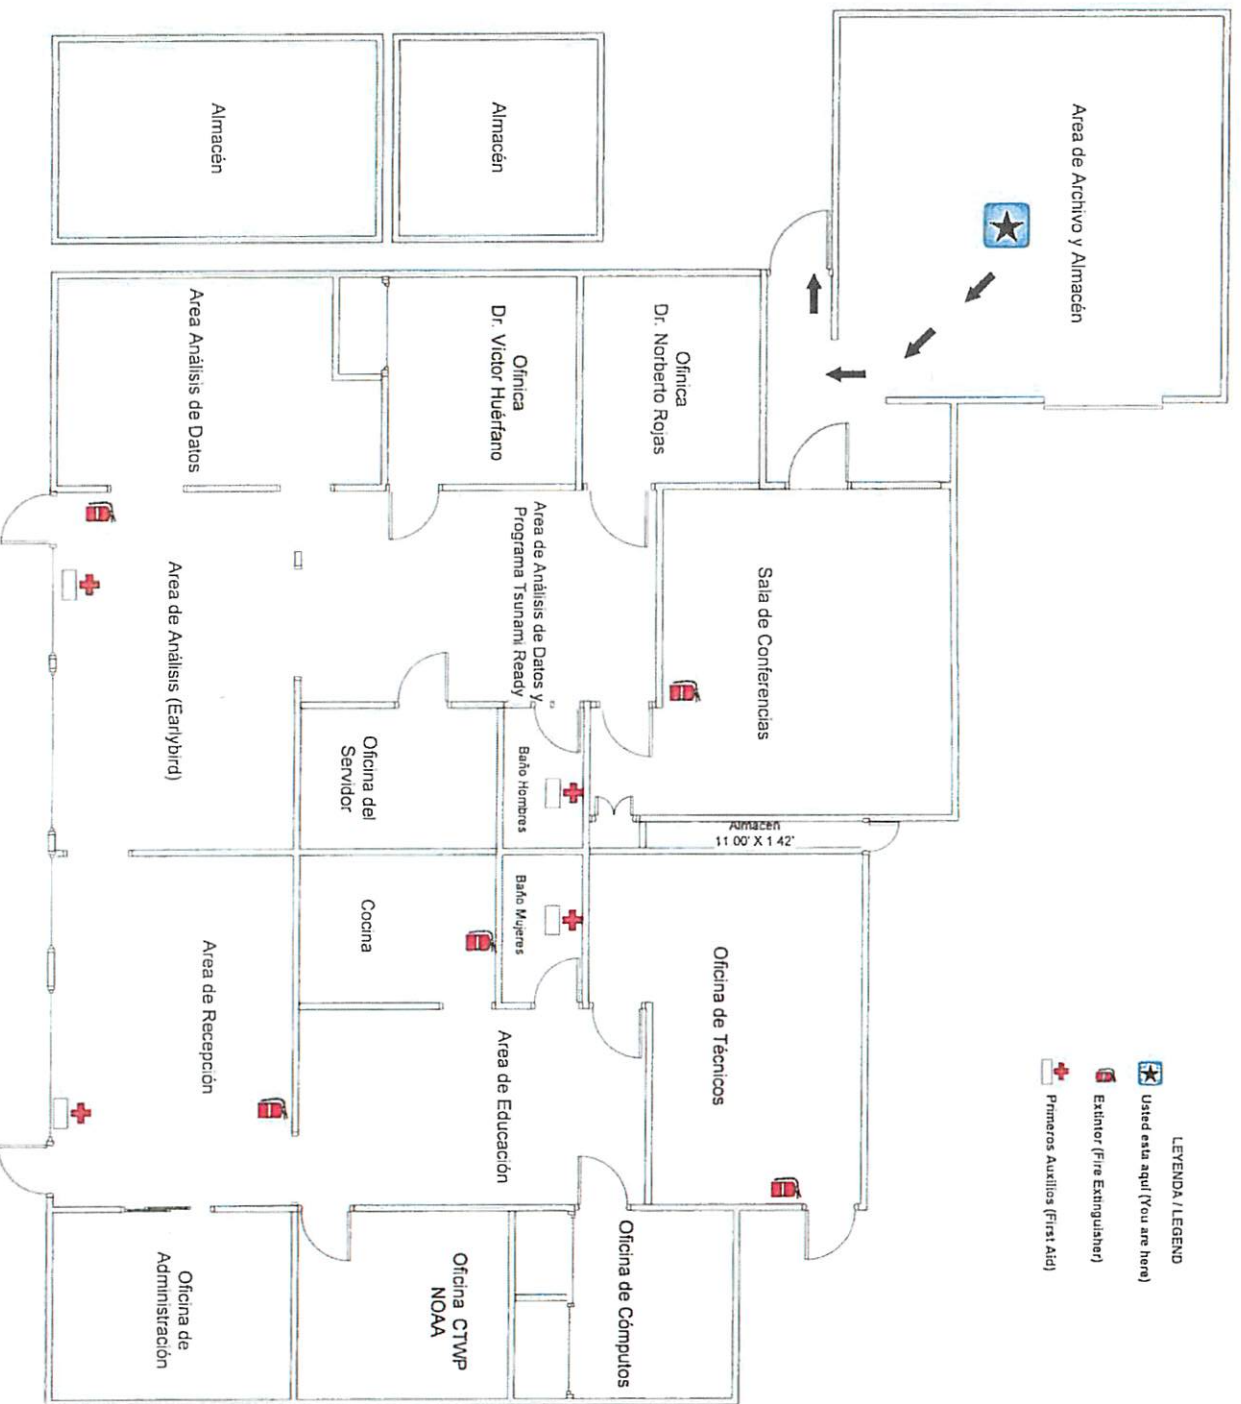 Area de Archivo y Almacén
Almacén
Almacén
Ofinica
Dr. Norberto Rojas
Ofinica
Dr. Victor Huérfano
Area Análisis de Datos
Sala de Conferencias
Area de Análisis de Datos y
Programa Tsunami Ready
Area de Análisis (Earlybird)
Oficina del
Servidor
Baño Hombres
Almacen
11 00' X 1 42'
Baño Mujeres
Cocina
Area de Recepción
Oficina de Técnicos
Area de Educación
Oficina de Cómputos
Oficina CTWP
NOAA
Oficina de
Administración
LEYENDA / LEGEND
Usted esta aquí (You are here)
Extintor (Fire Extinguisher)
Primeros Auxilios (First Aid)